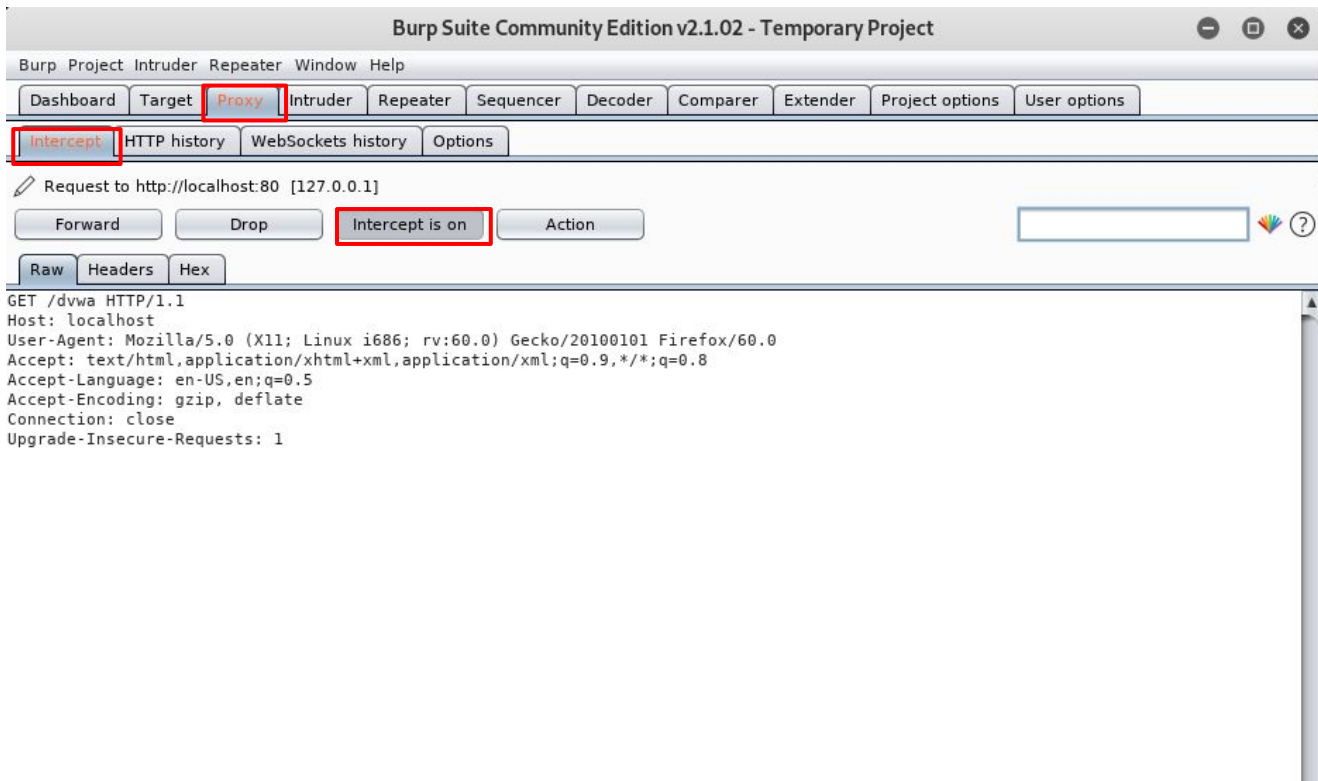 Burp Suite Community Edition v2.1.02 - Temporary Project
Burp Project Intruder Repeater Window Help
Dashboard Target Proxy Intruder Repeater Sequencer Decoder Comparer Extender Project options User options
Intercept HTTP history WebSockets history Options
Request to http://localhost:80 [127.0.0.1]
Forward Drop Intercept is on Action ?
Raw Headers Hex
GET /dvwa HTTP/1.1
Host: localhost
User-Agent: Mozilla/5.0 (X11; Linux i686; rv:60.0) Gecko/20100101 Firefox/60.0
Accept: text/html,application/xhtml+xml,application/xml;q=0.9,*/*;q=0.8
Accept-Language: en-US,en;q=0.5
Accept-Encoding: gzip, deflate
Connection: close
Upgrade-Insecure-Requests: 1